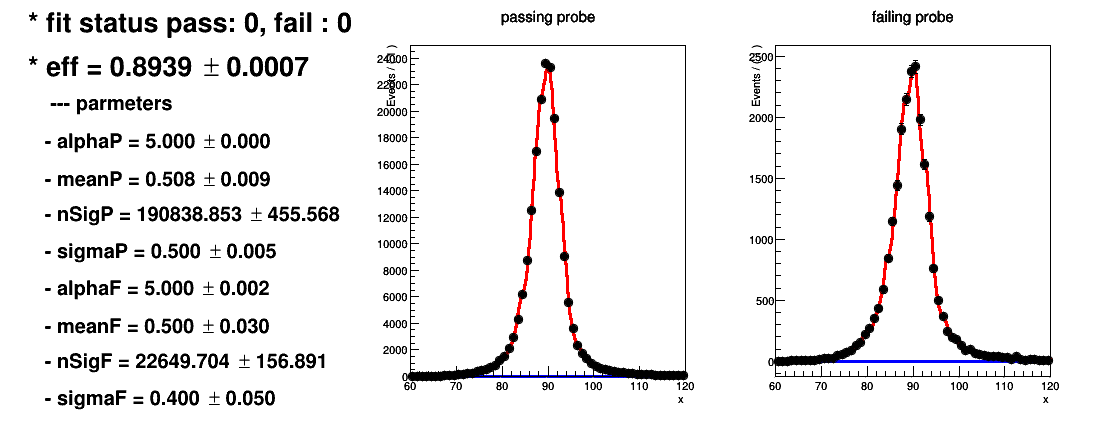 * fit status pass: 0, fail : 0
* eff = 0.8939 ± 0.0007
--- parmeters
- alphaP = 5.000 ± 0.000
- meanP = 0.508 ± 0.009
- nSigP = 190838.853 ± 455.568
- sigmaP = 0.500 ± 0.005
- alphaF = 5.000 ± 0.002
- meanF = 0.500 ± 0.030
- nSigF = 22649.704 ± 156.891
- sigmaF = 0.400 ± 0.050
passing probe
Events / (
)
24000
22000
20000
18000
16000
14000
12000
10000
8000
6000
4000
2000
0
60 70 80 90 100 110 120
x
failing probe
Events / (
)
2500
2000
1500
1000
500
0
60 70 80 90 100 110 120
x